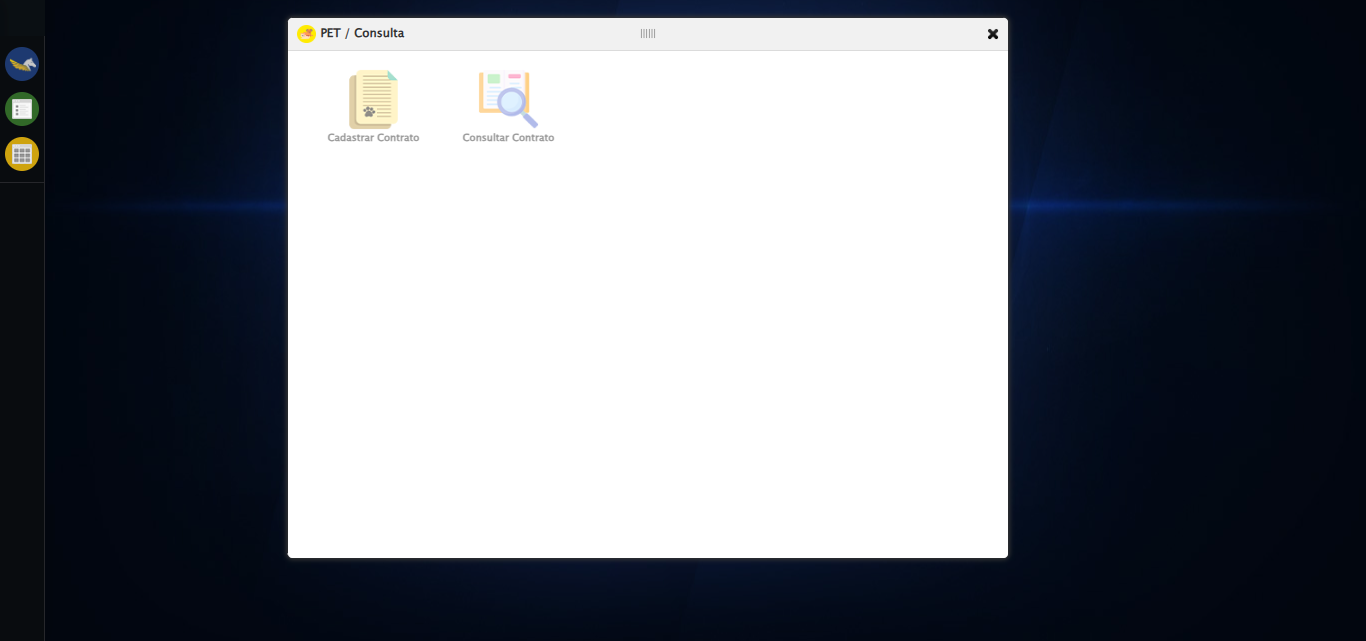 PET / Consulta
Cadastrar Contrato
Consultar Contrato